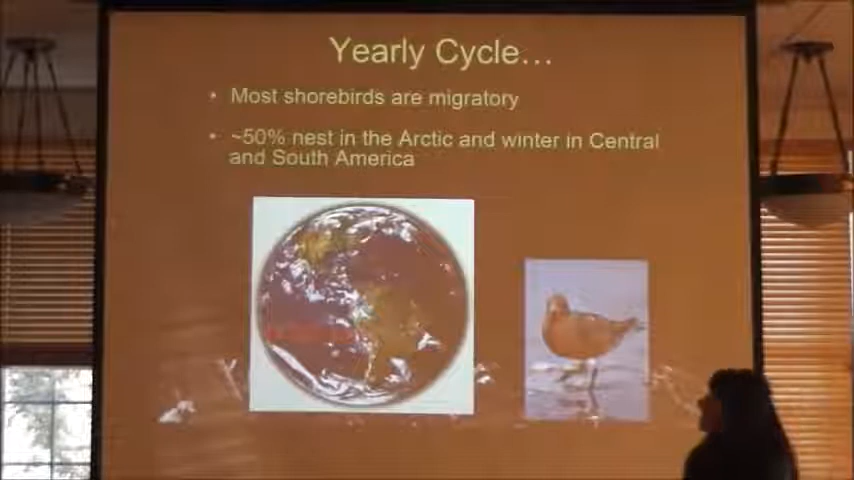 Yearly Cycle…
• Most shorebirds are migratory
• ~50% nest in the Arctic and winter in Central
and South America